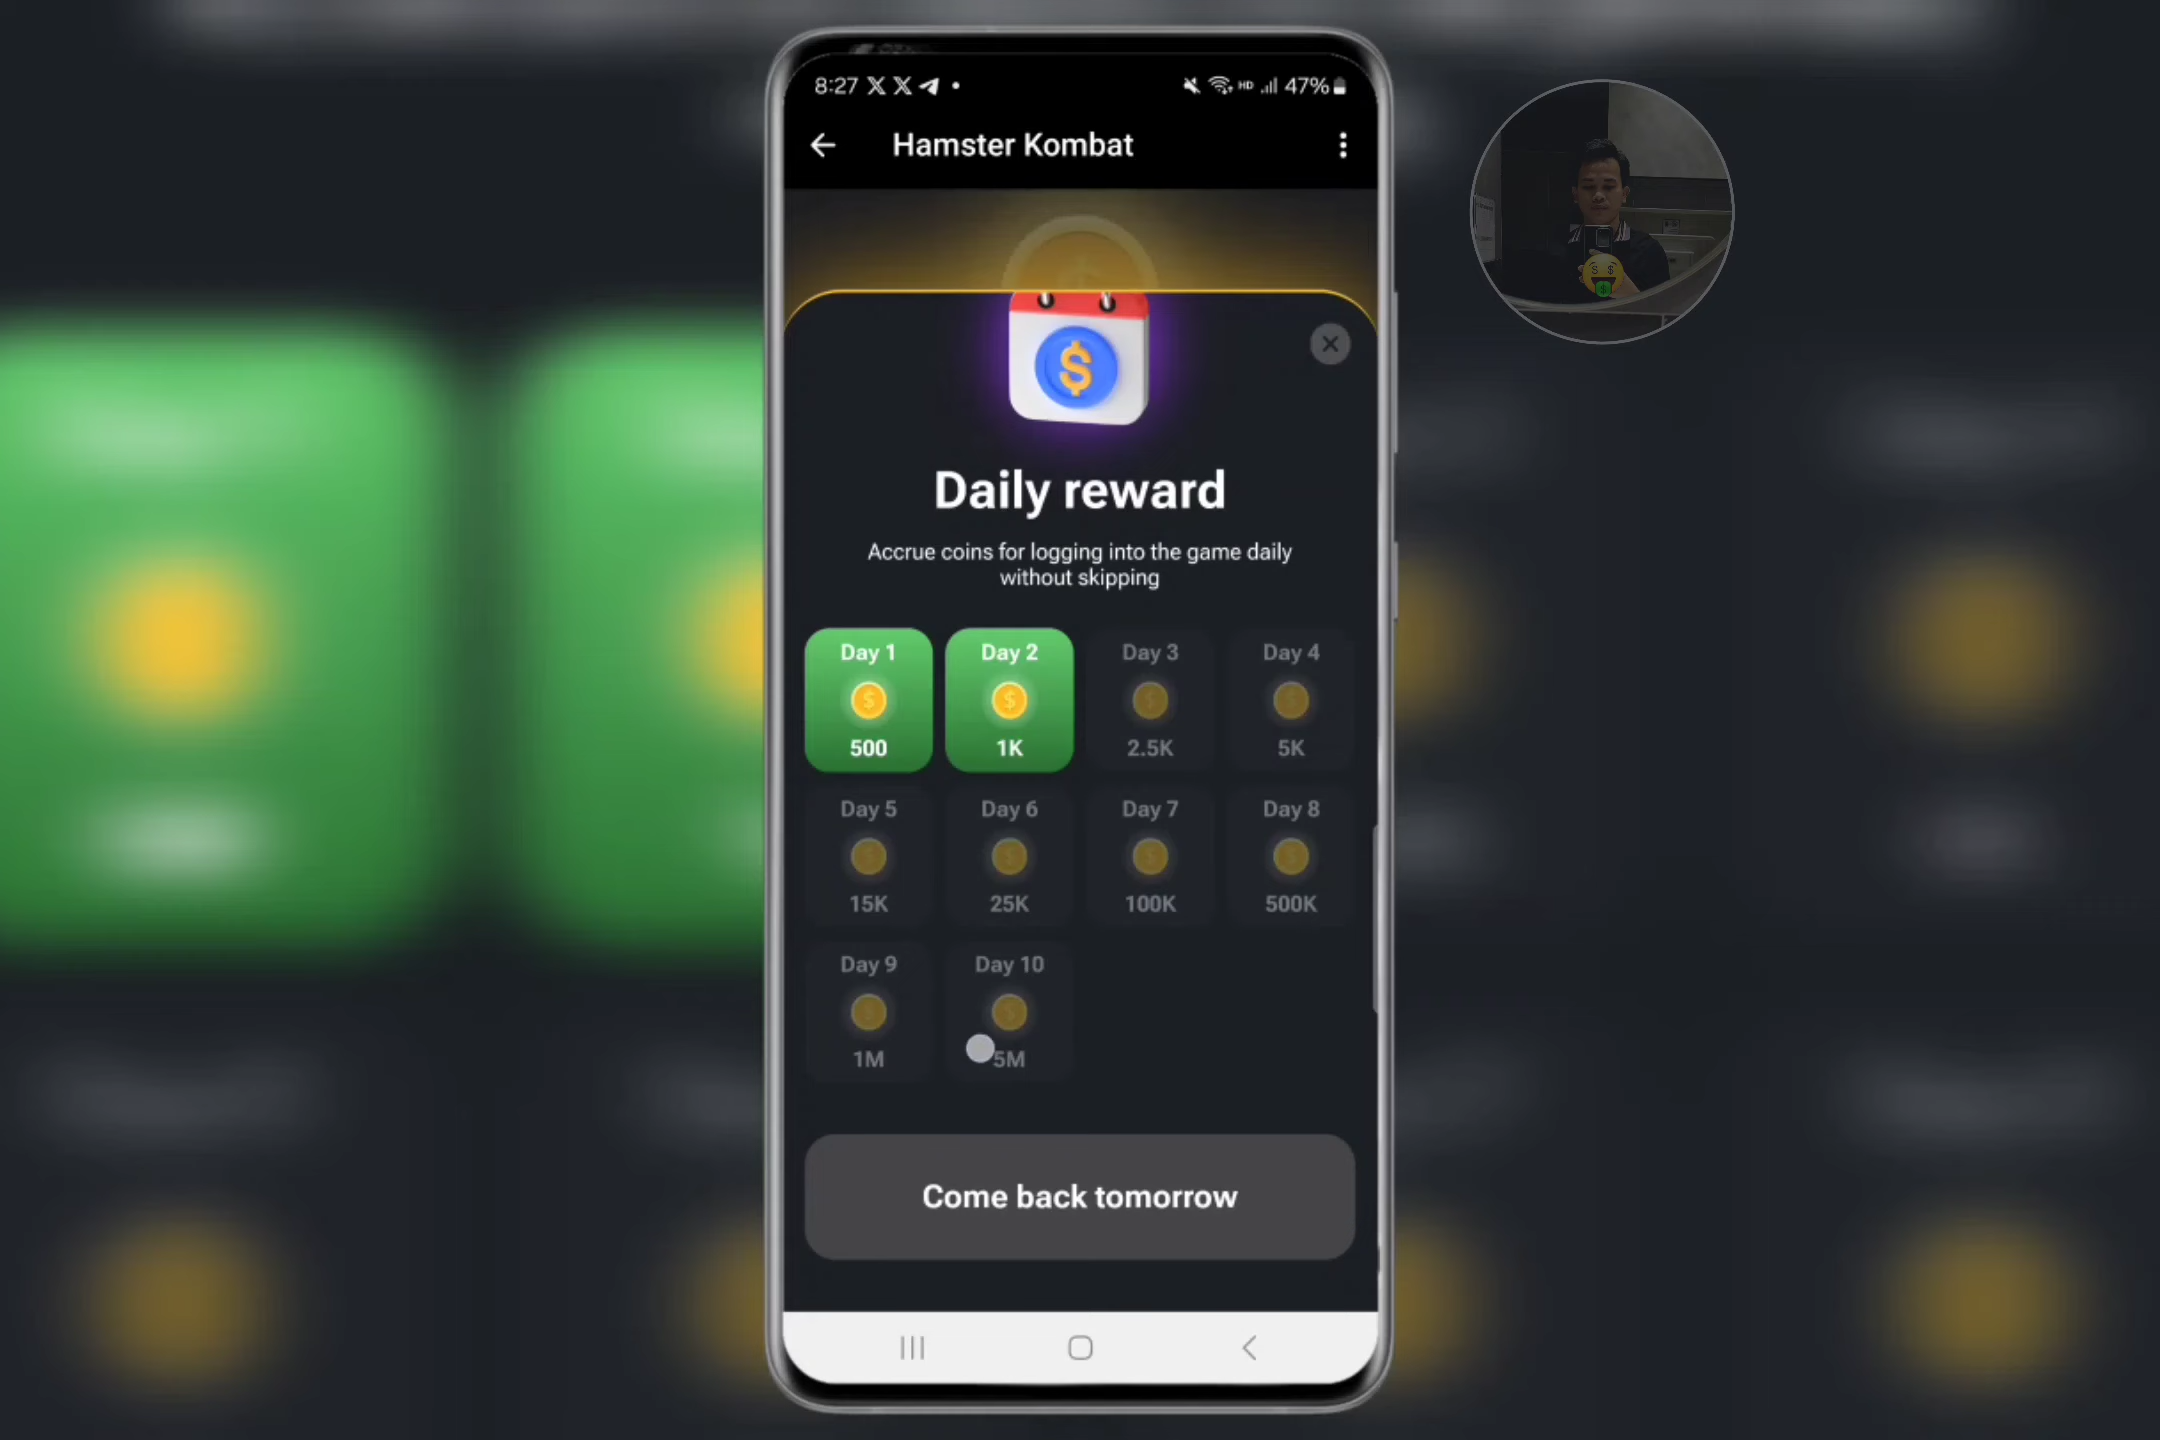 8:27
HD
47%
Hamster Kombat
Daily reward
Accrue coins for logging into the game daily
without skipping
Day 1
Day 2
Day 3
Day 4
500
1K
2.5K
5K
Day 5
Day 6
Day 7
Day 8
15K
25K
100K
500K
Day 9
Day 10
1M
5M
Come back tomorrow